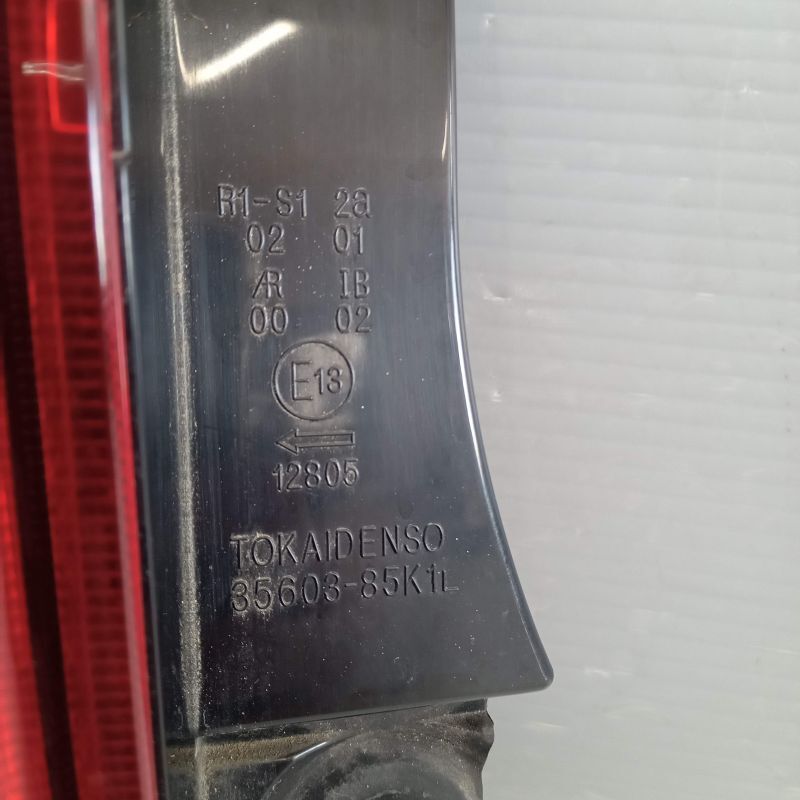 R1-S1 2a
02 01
AR IB
00 02
E13
12805
TOKAIDENSO
35603-85K1L